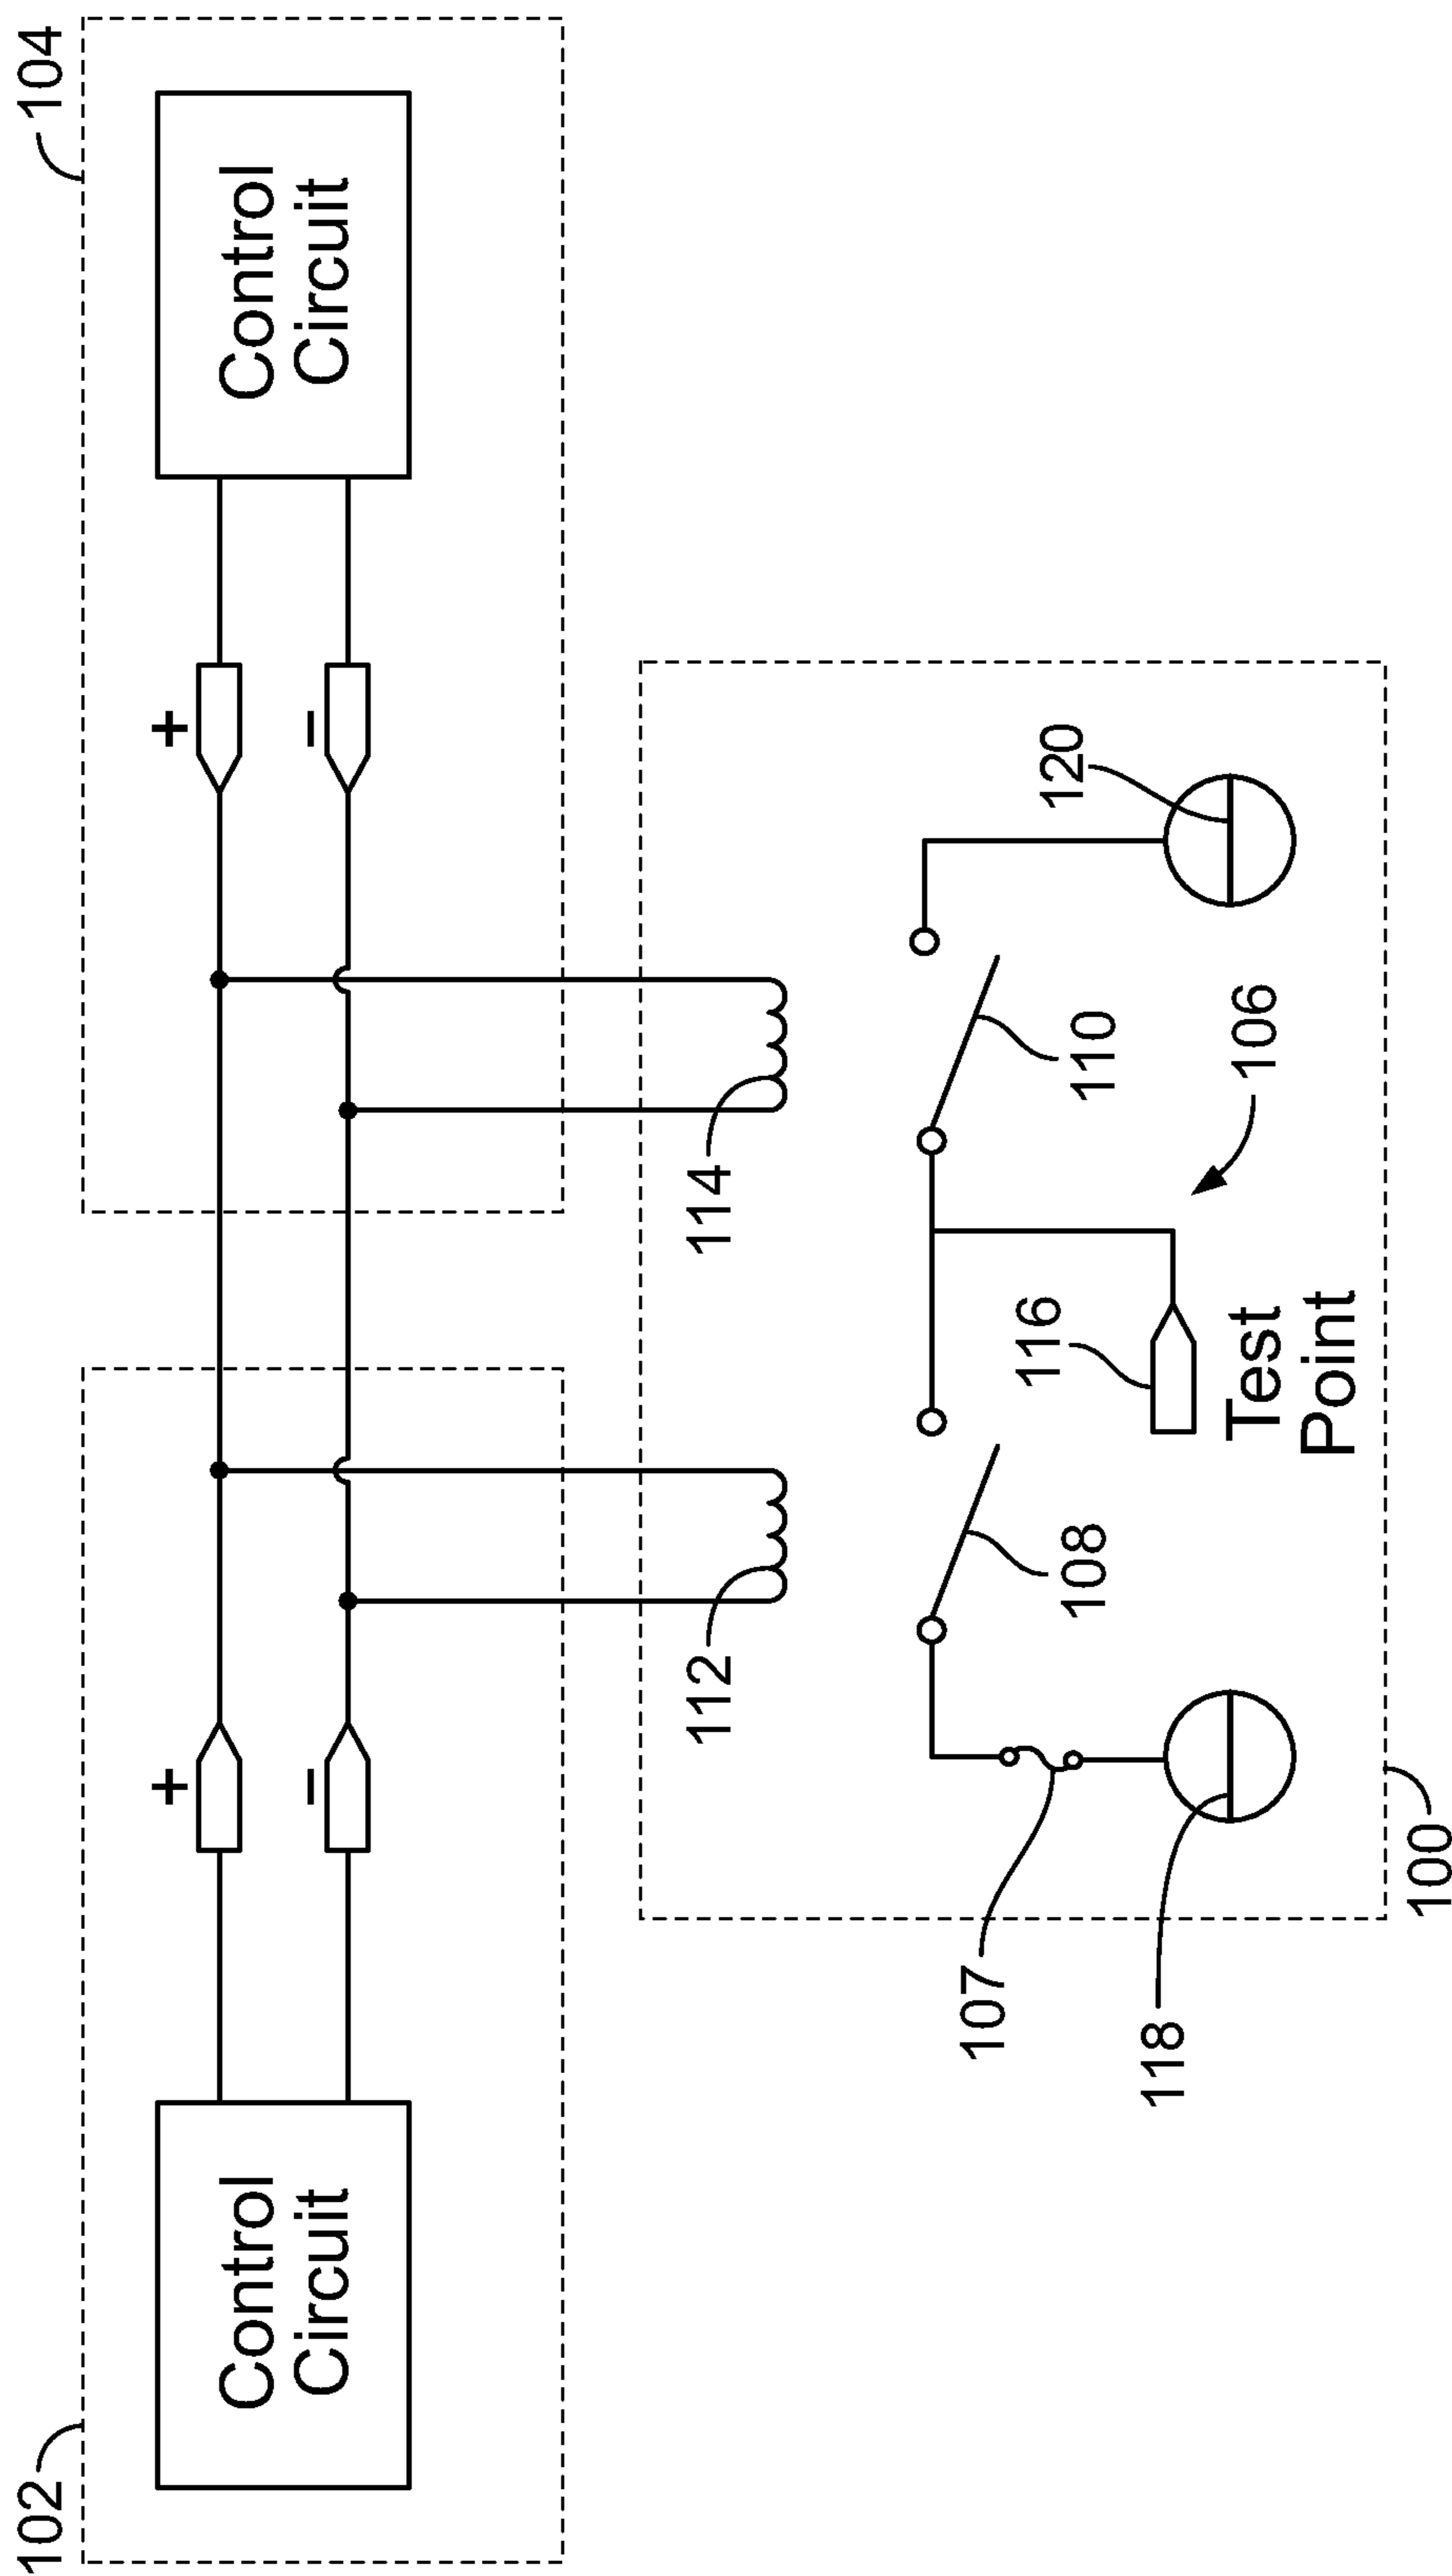 102
104
Control
Circuit
+
−
+
−
Control
Circuit
112
114
107
108
116
110
120
118
Test
Point
106
100